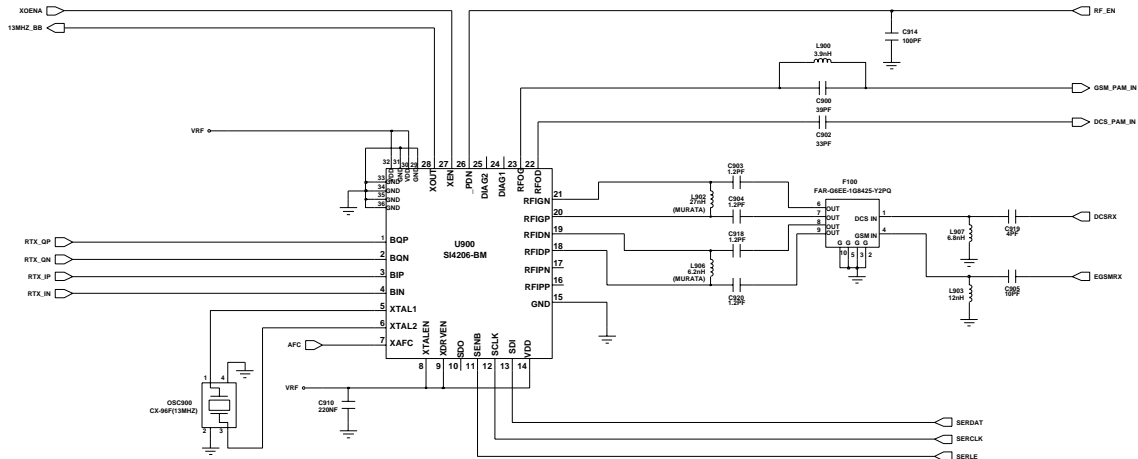 XOENA
13MHZ_BB
RF_EN
C914
100PF
L900
3.9nH
C900
39PF
GSM_PAM_IN
C902
33PF
DCS_PAM_IN
VRF
32 31 30 29 28 27 26 25 24 23 22
VDD
GND
VDD
GND
XOUT
XEN
_PDN
DIAG2
DIAG1
RFOG
RFOD
33 GND
34 GND
35 GND
36 GND
RFIGN 21
RFIGP 20
RFIDN 19
RFIDP 18
RFIPN 17
RFIPP 16
GND 15
U900
SI4206-BM
RTX_QP 1 BQP
RTX_QN 2 BQN
RTX_IP 3 BIP
RTX_IN 4 BIN
5 XTAL1
6 XTAL2
AFC 7 XAFC
XTALEN
XDRVEN
SDO
SENB
SCLK
SDI
VDD
8 9 10 11 12 13 14
C903
1.2PF
L902
27nH
(MURATA)
C904
1.2PF
C918
1.2PF
L906
6.2nH
(MURATA)
C920
1.2PF
F100
FAR-G6EE-1G8425-Y2PQ
6 OUT
7 OUT
8 OUT
9 OUT
DCS IN 1
GSM IN 4
G G G G
10 5 3 2
L907
6.8nH
C919
4PF
DCSRX
L903
12nH
C905
10PF
EGSMRX
1 4
OSC900
CX-96F(13MHZ)
2 3
VRF
C910
220NF
SERDAT
SERCLK
SERLE